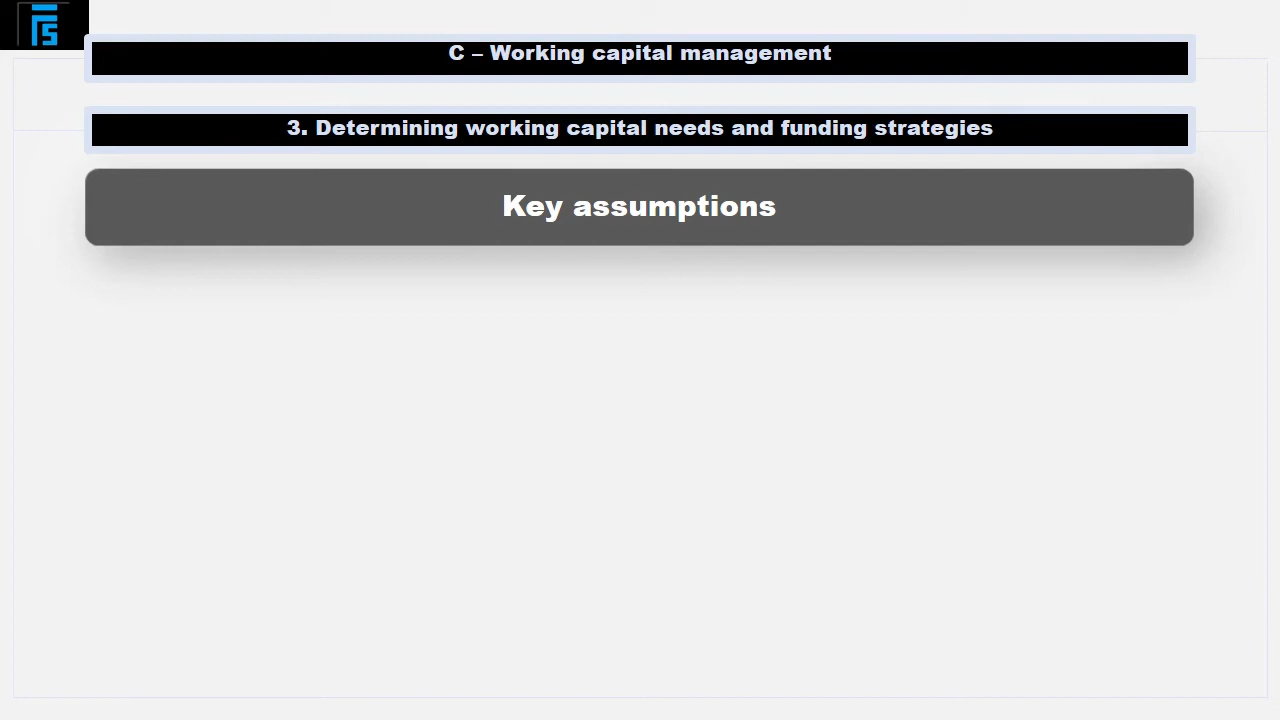 C – Working capital management
3. Determining working capital needs and funding strategies
Key assumptions